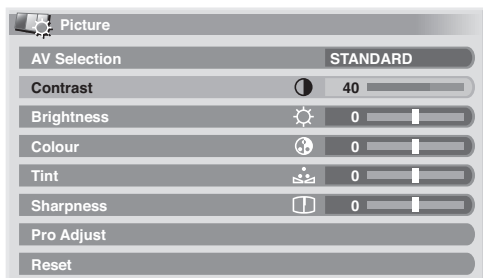 Picture
AV Selection STANDARD
Contrast 40
Brightness 0
Colour 0
Tint 0
Sharpness 0
Pro Adjust
Reset